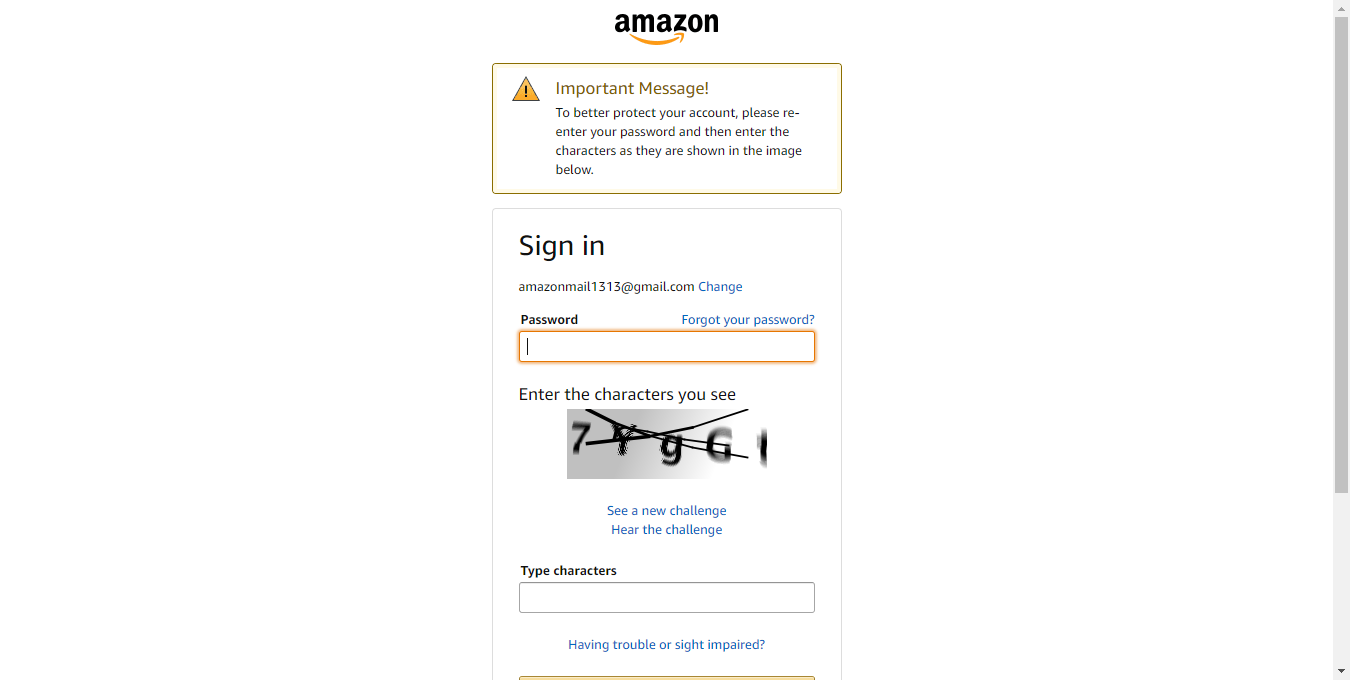 amazon
Important Message!
To better protect your account, please re-
enter your password and then enter the
characters as they are shown in the image
below.
Sign in
amazonmail1313@gmail.com Change
Password Forgot your password?
Enter the characters you see
See a new challenge
Hear the challenge
Type characters
Having trouble or sight impaired?